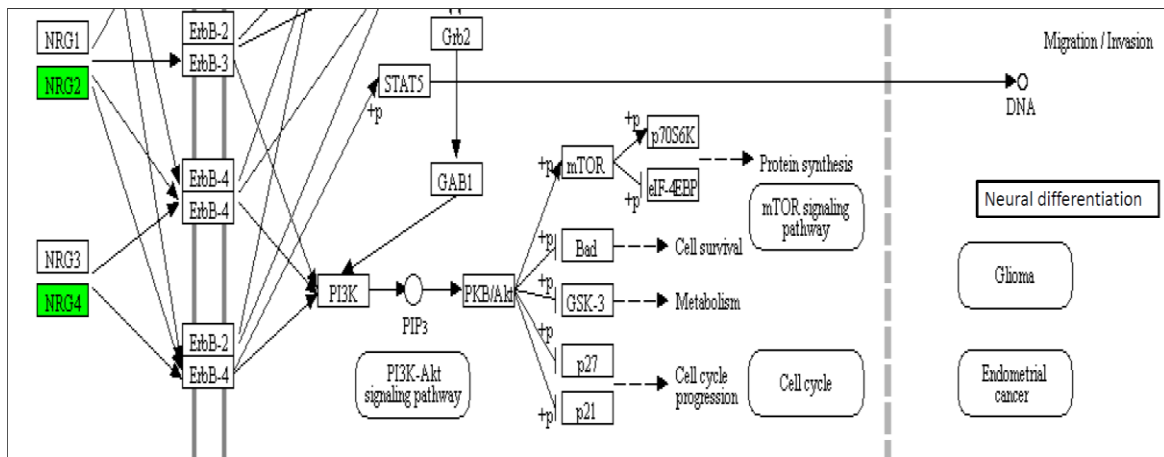 NRG1
NRG2
ErbB-2
ErbB-3
Grb2
STAT5
+p
Migration / Invasion
DNA
ErbB-4
ErbB-4
GAB1
+p
mTOR
+p
p70S6K
eIF-4EBP
+p
Protein synthesis
mTOR signaling
pathway
Neural differentiation
NRG3
NRG4
PI3K
PIP3
PKB/Akt
+p
Bad
Cell survival
+p
GSK-3
Metabolism
Glioma
ErbB-2
ErbB-4
PI3K-Akt
signaling pathway
+p
p27
p21
+p
Cell cycle
progression
Cell cycle
Endometrial
cancer